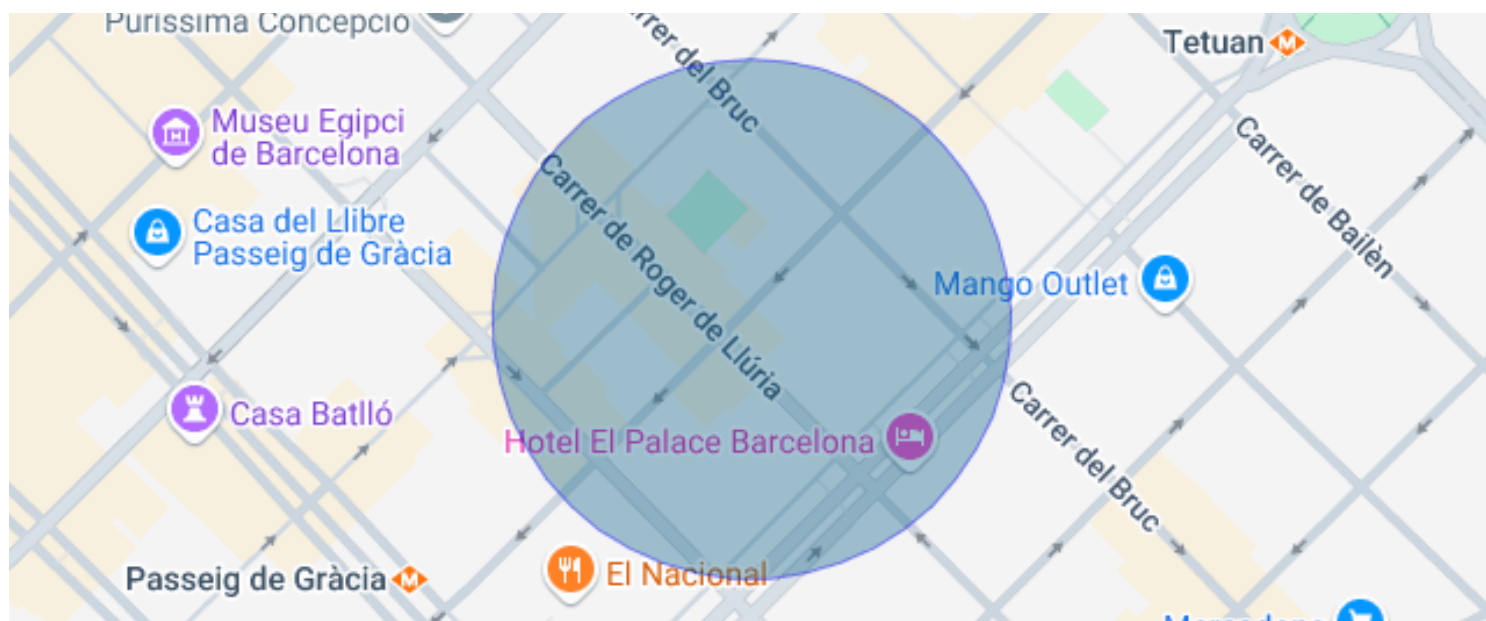 Purissima Concepció
Carrer del Bruc
Tetuan
Museu Egipci
de Barcelona
Carrer de Bailèn
Casa del Llibre
Passeig de Gràcia
Carrer de Roger de Llúria
Mango Outlet
Casa Batlló
Hotel El Palace Barcelona
Carrer del Bruc
Passeig de Gràcia
El Nacional